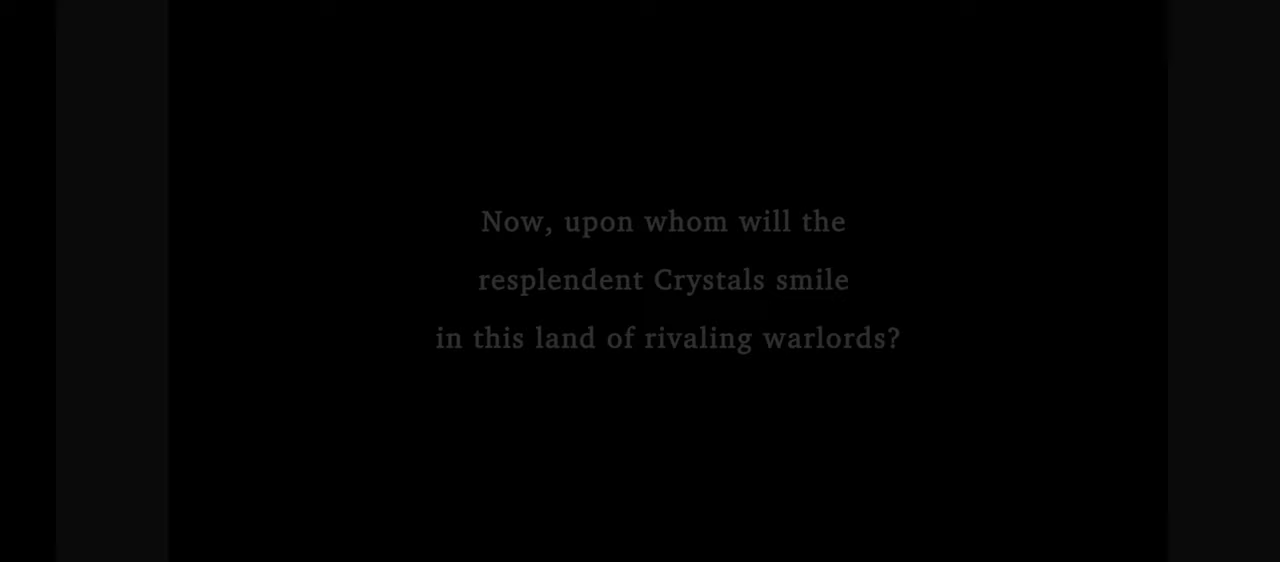 Now, upon whom will the
resplendent Crystals smile
in this land of rivaling warlords?